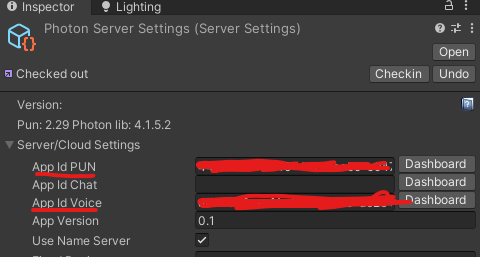 Inspector Lighting
Photon Server Settings (Server Settings)
Open
Checked out Checkin Undo
Version:
Pun: 2.29 Photon lib: 4.1.5.2
Server/Cloud Settings
App Id PUN Dashboard
App Id Chat Dashboard
App Id Voice Dashboard
App Version 0.1
Use Name Server